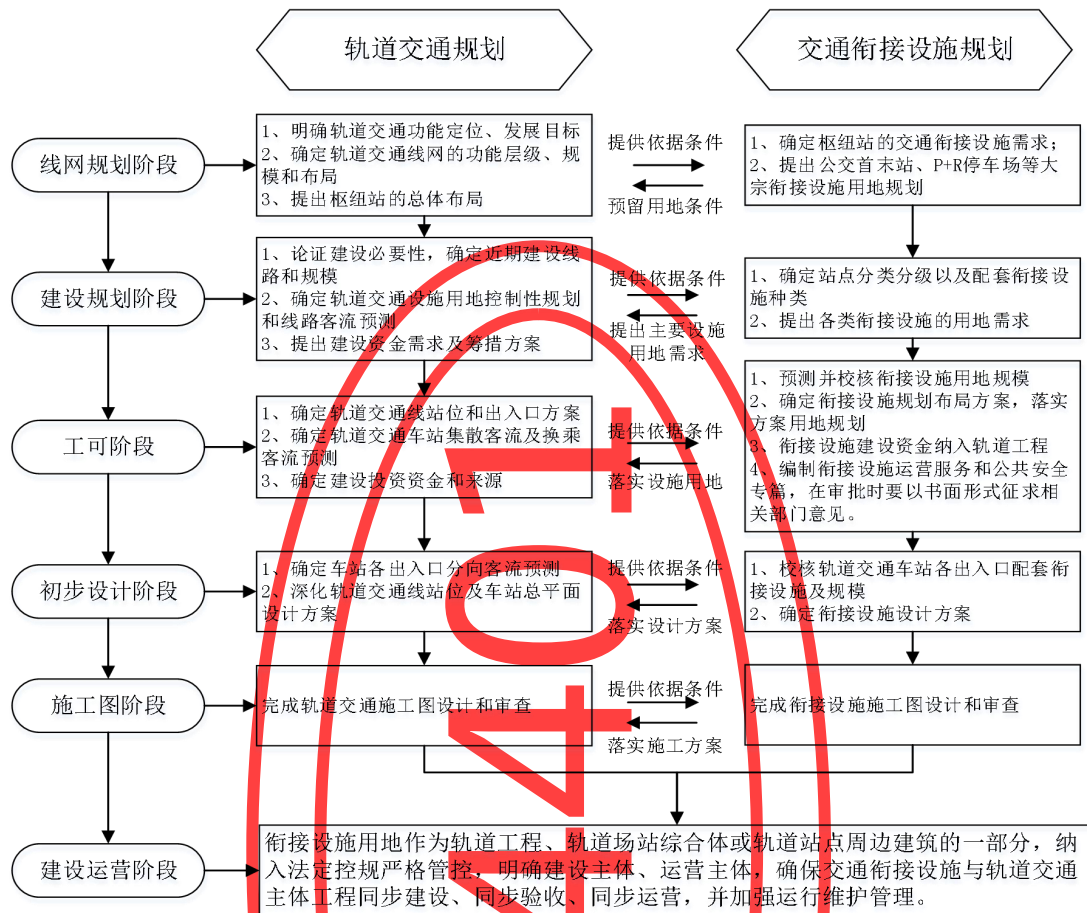 轨道交通规划
交通衔接设施规划
线网规划阶段
1、明确轨道交通功能定位、发展目标
2、确定轨道交通线网的功能层级、规
模和布局
3、提出枢纽站的总体布局
提供依据条件
预留用地条件
1、确定枢纽站的交通衔接设施需求；
2、提出公交首末站、P+R停车场等大
宗衔接设施用地规划
建设规划阶段
1、论证建设必要性，确定近期建设线
路和规模
2、确定轨道交通设施用地控制性规划
和线路客流预测
3、提出建设资金需求及筹措方案
提供依据条件
提出主要设施
用地需求
1、确定站点分类分级以及配套衔接设
施种类
2、提出各类衔接设施的用地需求
工可阶段
1、确定轨道交通线站位和出入口方案
2、确定轨道交通车站集散客流及换乘
客流预测
3、确定建设投资资金和来源
提供依据条件
落实设施用地
1、预测并校核衔接设施用地规模
2、确定衔接设施规划布局方案，落实
方案用地规划
3、衔接设施建设资金纳入轨道工程
4、编制衔接设施运营服务和公共安全
专篇，在审批时要以书面形式征求相
关部门意见。
初步设计阶段
1、确定车站各出入口分向客流预测
2、深化轨道交通线站位及车站总平面
设计方案
提供依据条件
落实设计方案
1、校核轨道交通车站各出入口配套衔
接设施及规模
2、确定衔接设施设计方案
施工图阶段
完成轨道交通施工图设计和审查
提供依据条件
落实施工方案
完成衔接设施施工图设计和审查
建设运营阶段
衔接设施用地作为轨道工程、轨道场站综合体或轨道站点周边建筑的一部分，纳
入法定控规严格管控，明确建设主体、运营主体，确保交通衔接设施与轨道交通
主体工程同步建设、同步验收、同步运营，并加强运行维护管理。
4401